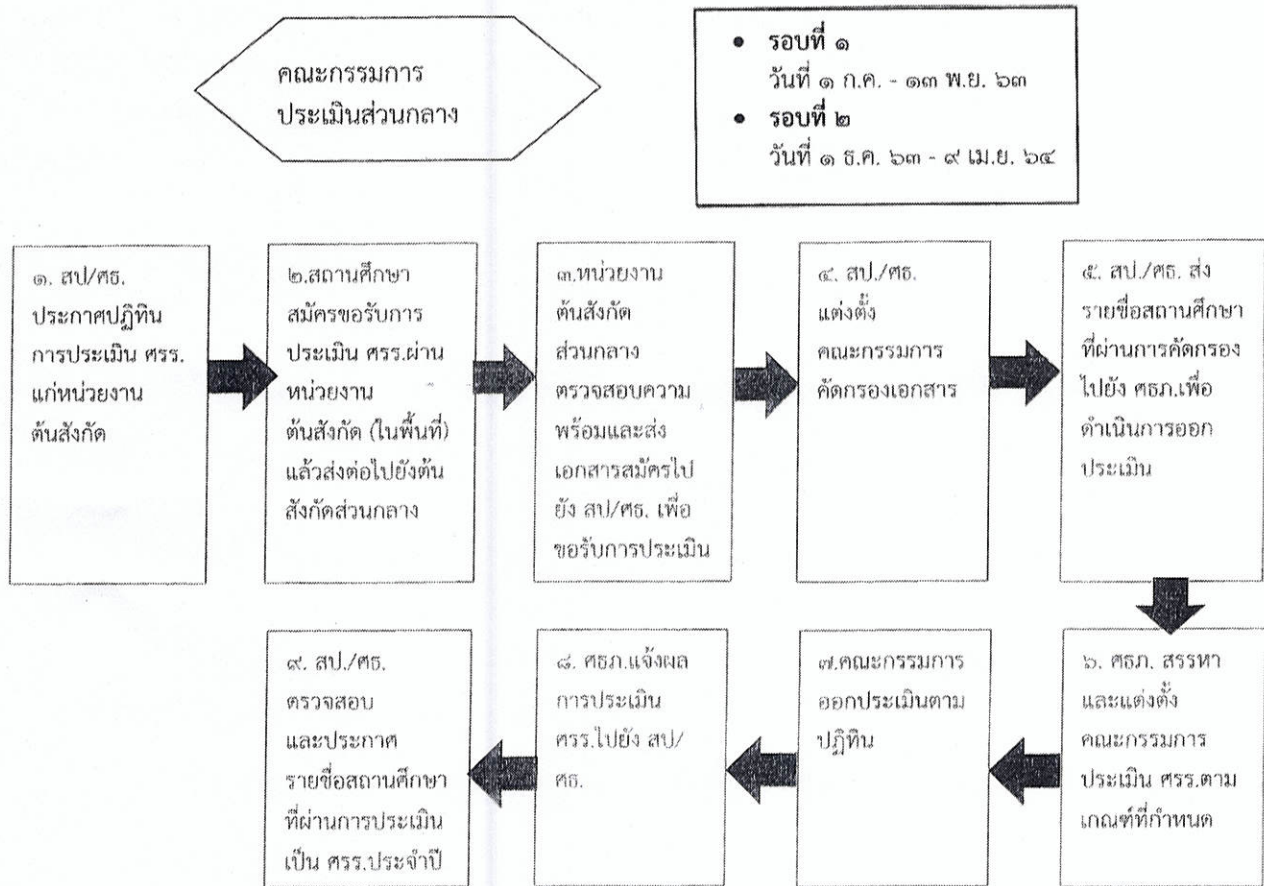 คณะกรรมการ
ประเมินส่วนกลาง
• รอบที่ ๑
วันที่ ๑ ก.ค. - ๑๓ พ.ย. ๖๓
• รอบที่ ๒
วันที่ ๑ ธ.ค. ๖๓ - ๙ เม.ย. ๖๔
๑. สป/ศธ.
ประกาศปฏิทิน
การประเมิน ศรร.
แก่หน่วยงาน
ต้นสังกัด
๒.สถานศึกษา
สมัครขอรับการ
ประเมิน ศรร.ผ่าน
หน่วยงาน
ต้นสังกัด (ในพื้นที่)
แล้วส่งต่อไปยังต้น
สังกัดส่วนกลาง
๓.หน่วยงาน
ต้นสังกัด
ส่วนกลาง
ตรวจสอบความ
พร้อมและส่ง
เอกสารสมัครไป
ยัง สป/ศธ. เพื่อ
ขอรับการประเมิน
๔. สป./ศธ.
แต่งตั้ง
คณะกรรมการ
คัดกรองเอกสาร
๕. สป./ศธ. ส่ง
รายชื่อสถานศึกษา
ที่ผ่านการคัดกรอง
ไปยัง ศธภ.เพื่อ
ดำเนินการออก
ประเมิน
๖. ศธภ. สรรหา
และแต่งตั้ง
คณะกรรมการ
ประเมิน ศรร.ตาม
เกณฑ์ที่กำหนด
๗.คณะกรรมการ
ออกประเมินตาม
ปฏิทิน
๘. ศธภ.แจ้งผล
การประเมิน
ศรร.ไปยัง สป/
ศธ.
๙. สป./ศธ.
ตรวจสอบ
และประกาศ
รายชื่อสถานศึกษา
ที่ผ่านการประเมิน
เป็น ศรร.ประจำปี